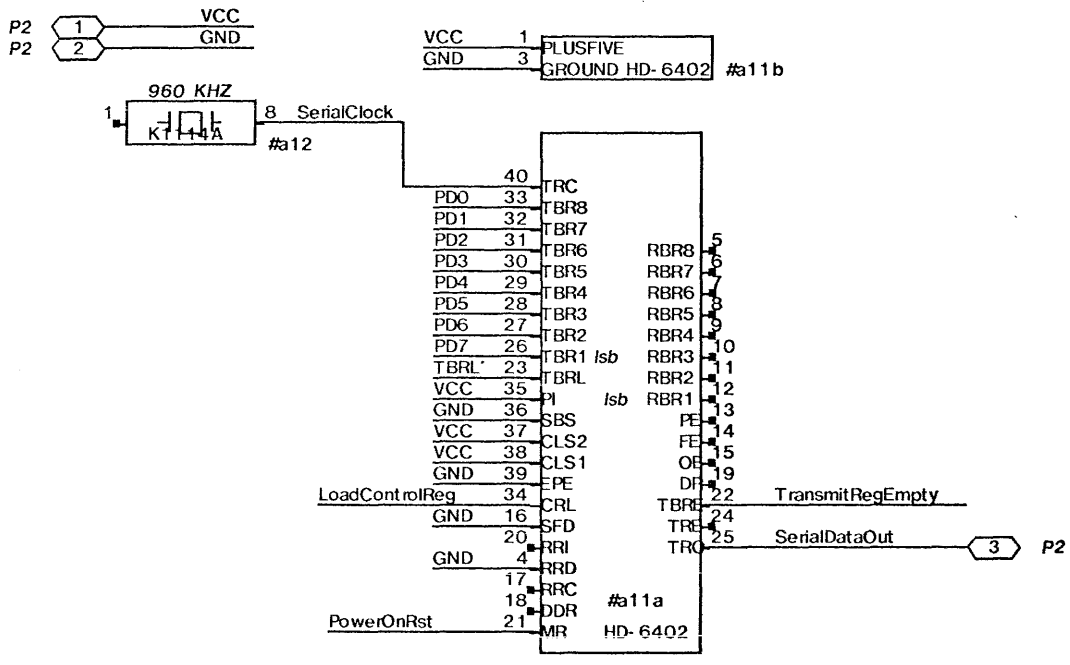 P2 1 VCC
P2 2 GND
VCC 1 PLUSFIVE
GND 3 GROUND HD-6402 #a11b
960 KHZ
1 K1114A 8 SerialClock
#a12
40 TRC
PD0 33 TBR8
PD1 32 TBR7
PD2 31 TBR6 RBR8 5
PD3 30 TBR5 RBR7 6
PD4 29 TBR4 RBR6 7
PD5 28 TBR3 RBR5 8
PD6 27 TBR2 RBR4 9
PD7 26 TBR1 lsb RBR3 10
TBRL' 23 TBRL RBR2 11
VCC 35 PI lsb RBR1 12
GND 36 SBS PE 13
VCC 37 CLS2 FE 14
VCC 38 CLS1 OE 15
GND 39 EPE DR 19
LoadControlReg 34 CRL TBRE 22 TransmitRegEmpty
GND 16 SFD TRE 24
20 RRI TRO 25 SerialDataOut 3 P2
GND 4 RRD
17 RRC
18 DDR #a11a
PowerOnRst 21 MR HD-6402